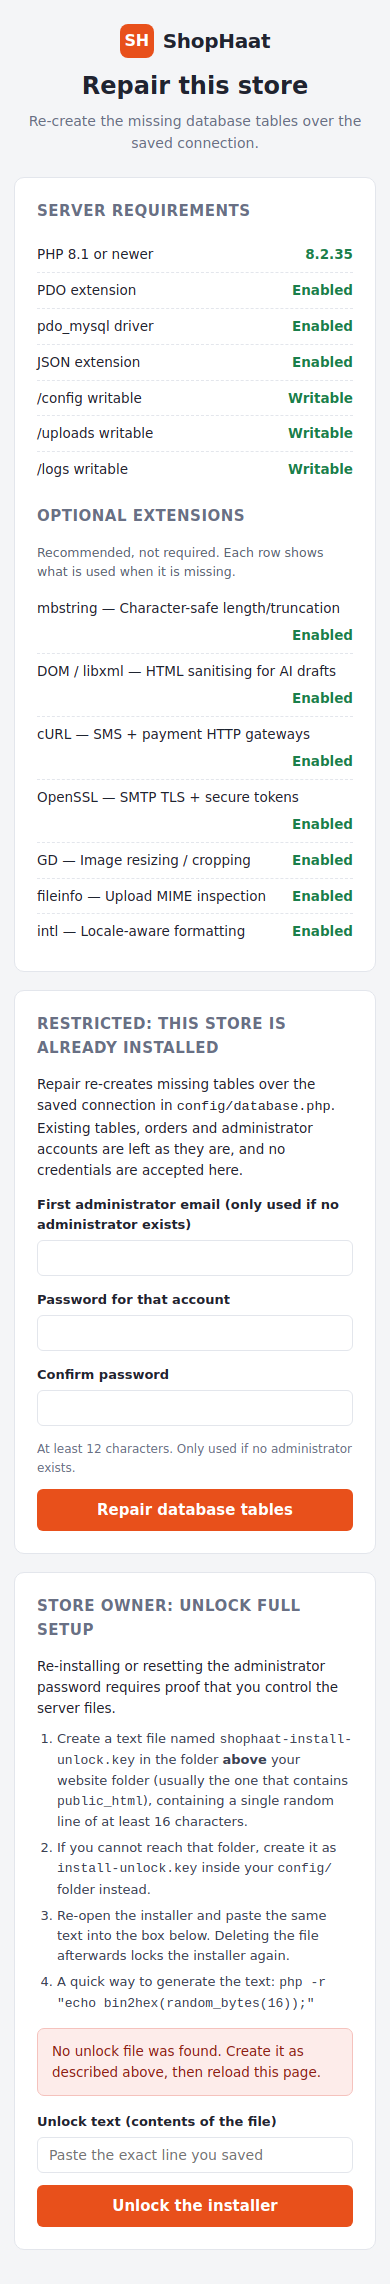 SH ShopHaat
Repair this store
Re-create the missing database tables over the
saved connection.
SERVER REQUIREMENTS
PHP 8.1 or newer 8.2.35
PDO extension Enabled
pdo_mysql driver Enabled
JSON extension Enabled
/config writable Writable
/uploads writable Writable
/logs writable Writable
OPTIONAL EXTENSIONS
Recommended, not required. Each row shows
what is used when it is missing.
mbstring — Character-safe length/truncation
Enabled
DOM / libxml — HTML sanitising for AI drafts
Enabled
cURL — SMS + payment HTTP gateways
Enabled
OpenSSL — SMTP TLS + secure tokens
Enabled
GD — Image resizing / cropping Enabled
fileinfo — Upload MIME inspection Enabled
intl — Locale-aware formatting Enabled
RESTRICTED: THIS STORE IS
ALREADY INSTALLED
Repair re-creates missing tables over the
saved connection in config/database.php.
Existing tables, orders and administrator
accounts are left as they are, and no
credentials are accepted here.
First administrator email (only used if no
administrator exists)
Password for that account
Confirm password
At least 12 characters. Only used if no administrator
exists.
Repair database tables
STORE OWNER: UNLOCK FULL
SETUP
Re-installing or resetting the administrator
password requires proof that you control the
server files.
1. Create a text file named shophaat-install-
unlock.key in the folder above your
website folder (usually the one that contains
public_html), containing a single random
line of at least 16 characters.
2. If you cannot reach that folder, create it as
install-unlock.key inside your config/
folder instead.
3. Re-open the installer and paste the same
text into the box below. Deleting the file
afterwards locks the installer again.
4. A quick way to generate the text: php -r
"echo bin2hex(random_bytes(16));"
No unlock file was found. Create it as
described above, then reload this page.
Unlock text (contents of the file)
Paste the exact line you saved
Unlock the installer